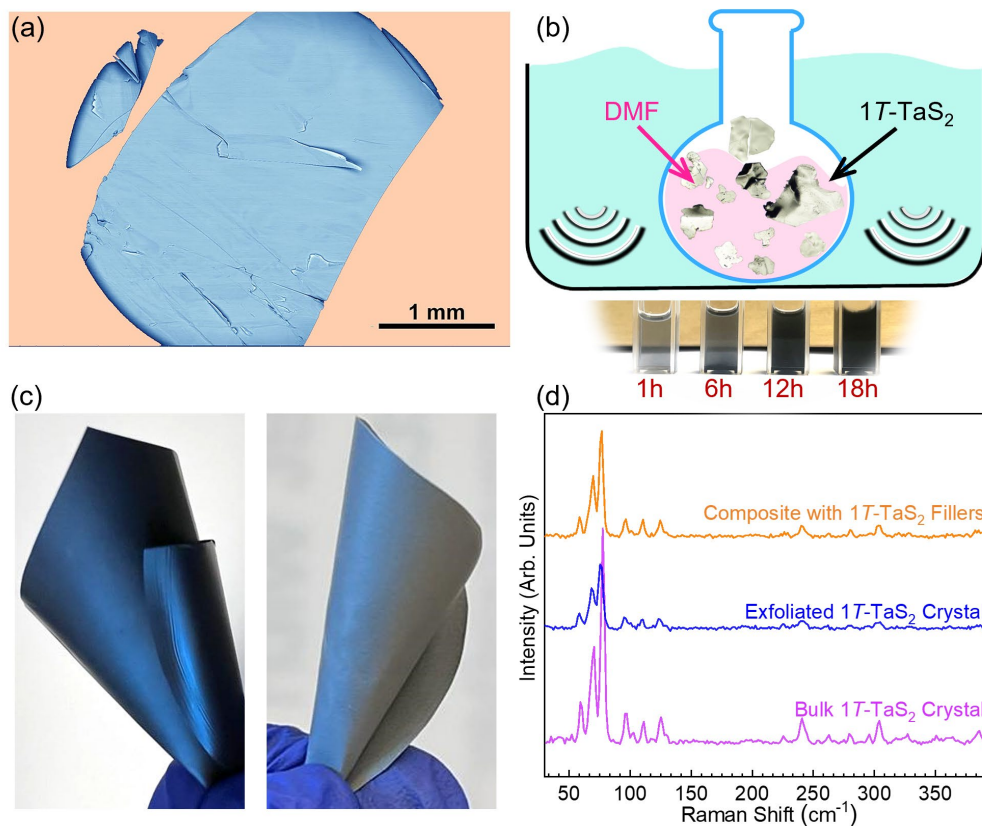 (a)
1 mm
(b)
DMF
1T-TaS₂
1h 6h 12h 18h
(c)
(d)
Intensity (Arb. Units)
Composite with 1T-TaS₂ Fillers
Exfoliated 1T-TaS₂ Crystal
Bulk 1T-TaS₂ Crystal
50 100 150 200 250 300 350
Raman Shift (cm⁻¹)